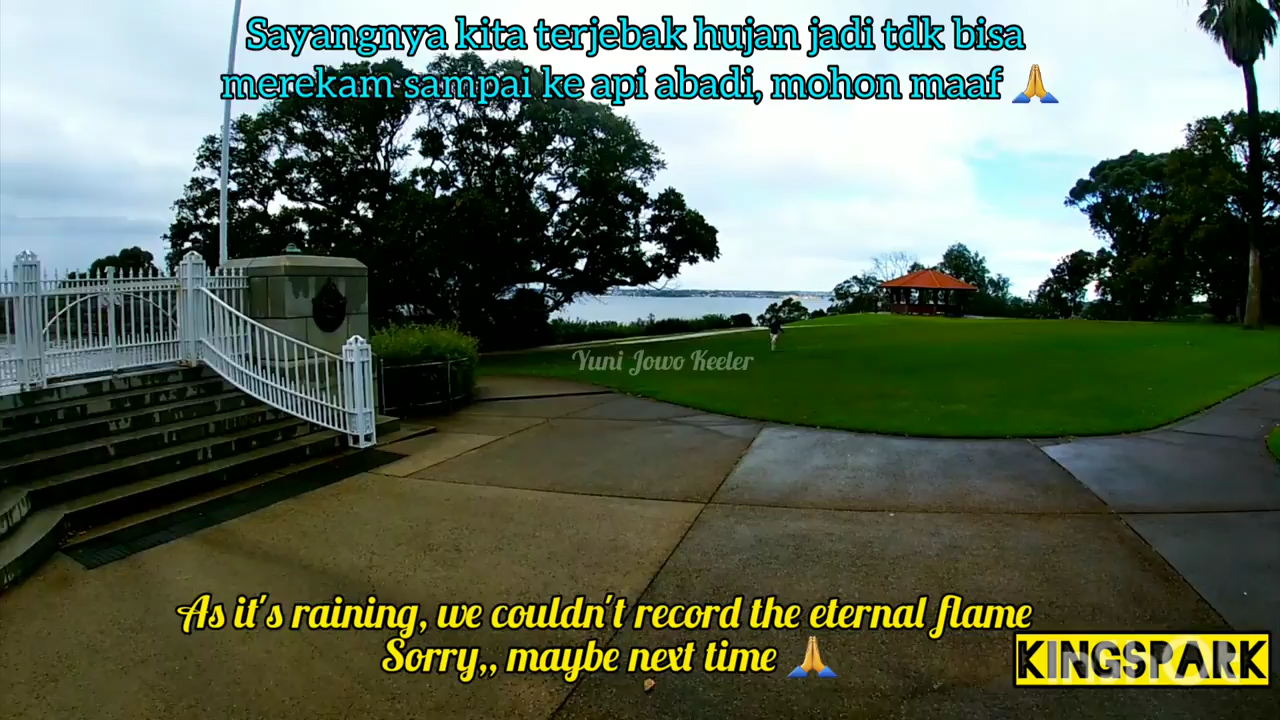 Sayangnya kita terjebak hujan jadi tdk bisa
merekam sampai ke api abadi, mohon maaf 🙏
Yuni Jowo Keeler
As it's raining, we couldn't record the eternal flame
Sorry,, maybe next time 🙏
KINGSPARK